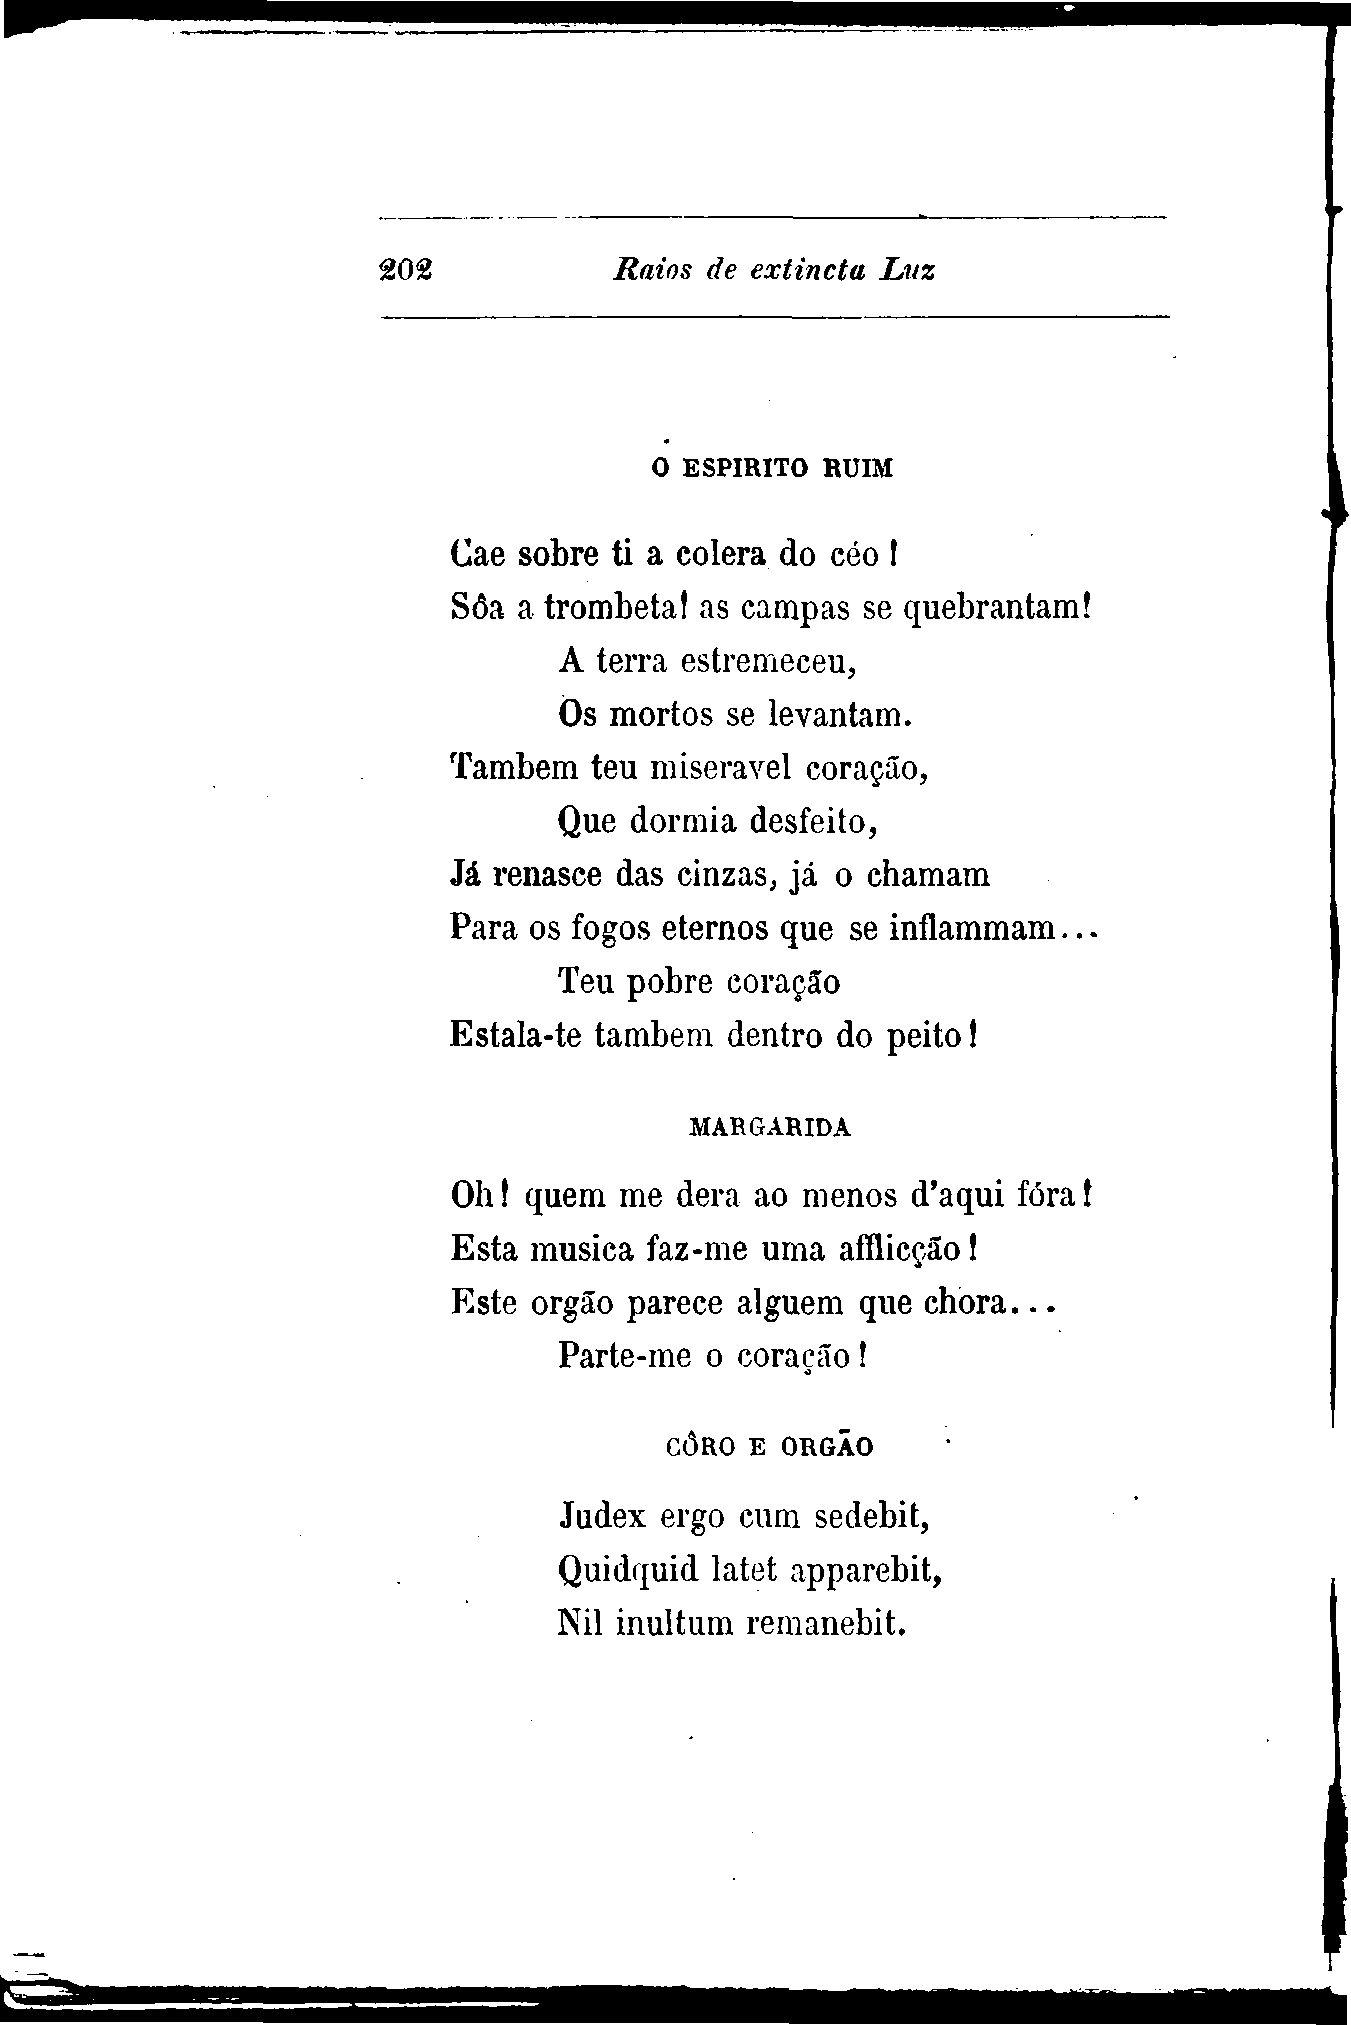 202 Raios de extincta Luz
O ESPIRITO RUIM
Cae sobre ti a colera do céo!
Sôa a trombeta! as campas se quebrantam!
A terra estremeceu,
Os mortos se levantam.
Tambem teu miseravel coração,
Que dormia desfeito,
Já renasce das cinzas, já o chamam
Para os fogos eternos que se inflammam...
Teu pobre coração
Estala-te tambem dentro do peito!
MARGARIDA
Oh! quem me dera ao menos d'aqui fóra!
Esta musica faz-me uma afflicção!
Este orgão parece alguem que chora...
Parte-me o coração!
CÔRO E ORGÃO
Judex ergo cum sedebit,
Quidquid latet apparebit,
Nil inultum remanebit.